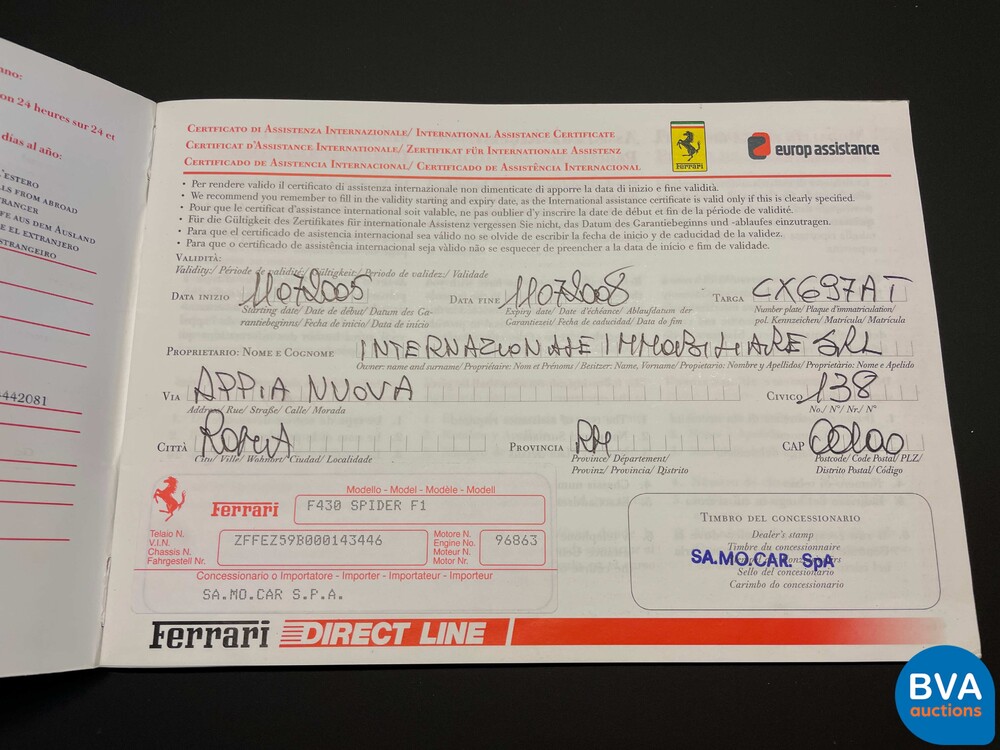 nno:
on 24 heures sur 24 et
días al año:
'ESTERO
LLS FROM ABROAD
TRANGER
FE AUS DEM AUSLAND
E EL EXTRANJERO
STRANGEIRO
442081
CERTFCATO DI ASSISTENZA INTERNAZIONALE/ INTERNATIONAL ASSISTANCE CERTIFICATE
CERTIFICAT D'ASSISTANCE INTERNATIONALE/ ZERTIFIKAT FÜR INTERNATIONALE ASSISTENZ
CERTIFICADO DE ASISTENCIA INTERNACIONAL/ CERTIFICADO DE ASSISTÊNCIA INTERNACIONAL
Ferrari
europ assistance
• Per rendere valido il certificato di assistenza internazionale non dimenticate di apporre la data di inizio e fine validità.
• We recommend you remember to fill in the validity starting and expiry date, as the International assistance certificate is valid only if this is clearly specified.
• Pour que le certificat d'assistance international soit valable, ne pas oublier d'y inscrire la date de début et fin de la période de validité.
• Für die Gültigkeit des Zertifikates für internationale Assistenz vergessen Sie nicht, das Datum des Garantiebeginns und -ablaufes einzutragen.
• Para que el certificado de asistencia internacional sea válido no se olvide de escribir la fecha de inicio y de caducidad de la validez.
• Para que o certificado de assistência internacional seja vàlido não se esquecer de preencher a data de inicio e fim de validade.
VALIDITÀ:
Validity:/ Période de validité:/ Gültigkeit:/ Periodo de validez:/ Validade
DATA INIZIO 11072005 DATA FINE 11072008 TARGA CX697AT
Starting date/ Date de début/ Datum des Ga- Expiry date/ Date d'échéance/ Ablaufdatum der Number plate/ Plaque d'immatriculation/
rantiebeginns/ Fecha de inicio/ Data de inicio Garantiezeit/ Fecha de caducidad/ Data do fim pol. Kennzeichen/ Matrícula/ Matrícula
PROPRIETARIO: NOME E COGNOME INTERNAZIONALE IMMOBILIARE SRL
Owner: name and surname/ Propriétaire: Nom et Prénoms / Besitzer: Name, Vorname/ Propietario: Nombre y Apellidos/ Proprietário: Nome e Apelido
VIA APPIA NUOVA CIVICO 138
Address/ Rue/ Straße/ Calle/ Morada No./ N°/ Nr./ N°
CITTÀ ROMA PROVINCIA RM CAP 00100
City/ Ville/ Wohnort/ Ciudad/ Localidade Province/ Département/ Postcode/ Code Postal/ PLZ/
Provinz/ Provincia/ Distrito Distrito Postal/ Código
Modello - Model - Modèle - Modell
Ferrari F430 SPIDER F1
Telaio N.
V.I.N.
Chassis N.
Fahrgestell Nr.
ZFFEZ59B000143446
Motore N.
Engine No.
Moteur N.
Motor Nr.
96863
Concessionario o Importatore - Importer - Importateur - Importeur
SA.MO.CAR S.P.A.
TIMBRO DEL CONCESSIONARIO
Dealer's stamp
Timbre du concessionnaire
SA.MO.CAR. SpA
Sello del concesionario
Carimbo do concessionário
Ferrari DIRECT LINE
BVA
auctions